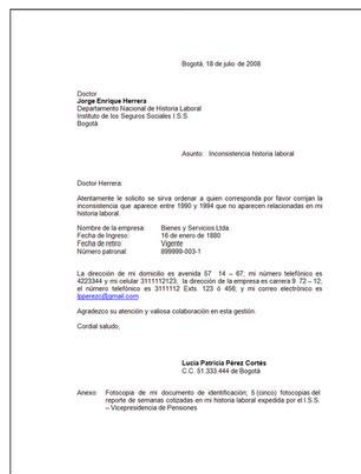 Bogotá, 18 de julio de 2008
Doctor
Jorge Enrique Herrera
Departamento Nacional de Historia Laboral
Instituto de los Seguros Sociales I.S.S
Bogotá
Asunto: Inconsistencia historia laboral
Doctor Herrera:
Atentamente le solicito se sirva ordenar a quien corresponda por favor corrijan la
inconsistencia que aparece entre 1990 y 1994 que no aparecen relacionadas en mi
historia laboral.
Nombre de la empresa: Bienes y Servicios Ltda.
Fecha de Ingreso: 16 de enero de 1880
Fecha de retiro: Vigente
Número patronal: 899999-003-1
La dirección de mi domicilio es avenida 57 14 – 67; mi número telefónico es
4223344 y mi celular 3111112123; la dirección de la empresa es carrera 9 72 – 12;
el número telefónico es 3111112 Exts. 123 ó 456; y mi correo electrónico es
lpperezc@gmail.com
Agradezco su atención y valiosa colaboración en esta gestión.
Cordial saludo,
Lucía Patricia Pérez Cortés
C.C. 51.333.444 de Bogotá
Anexo: Fotocopia de mi documento de identificación; 5 (cinco) fotocopias del
reporte de semanas cotizadas en mi historia laboral expedida por el I.S.S.
– Vicepresidencia de Pensiones